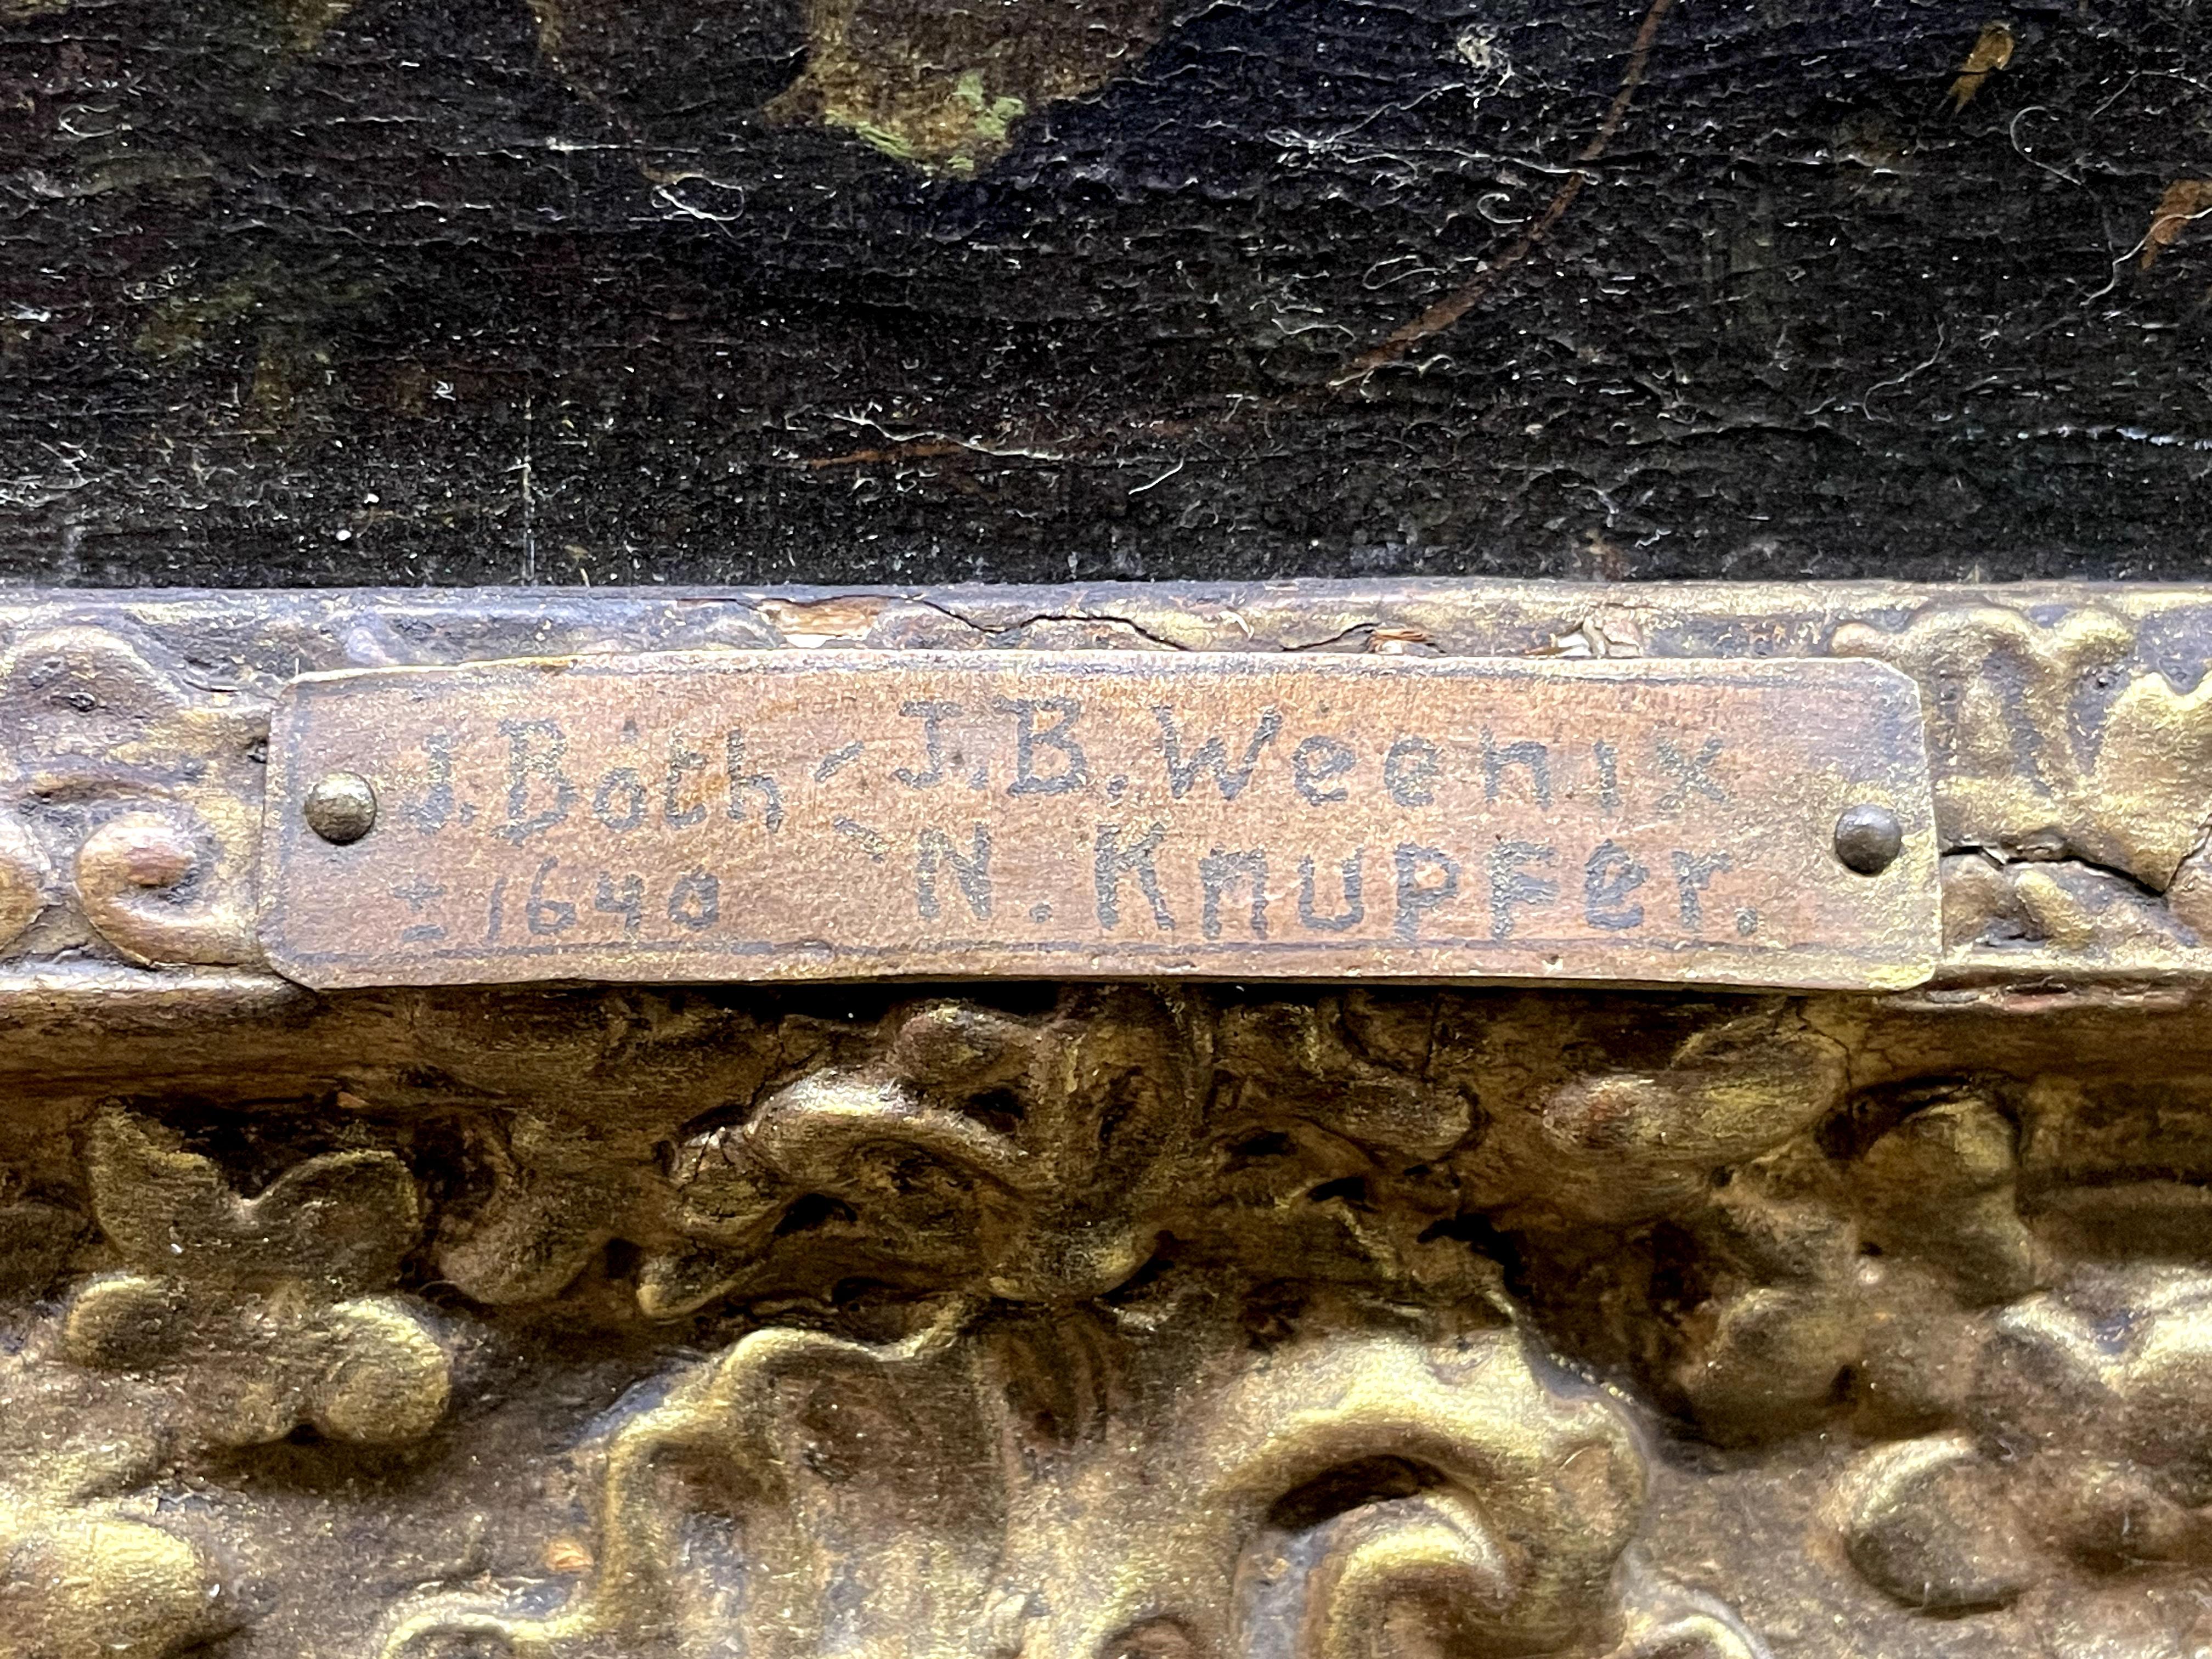 J. Both - J.B. Weenix
± 1640 - N. Knupfer.